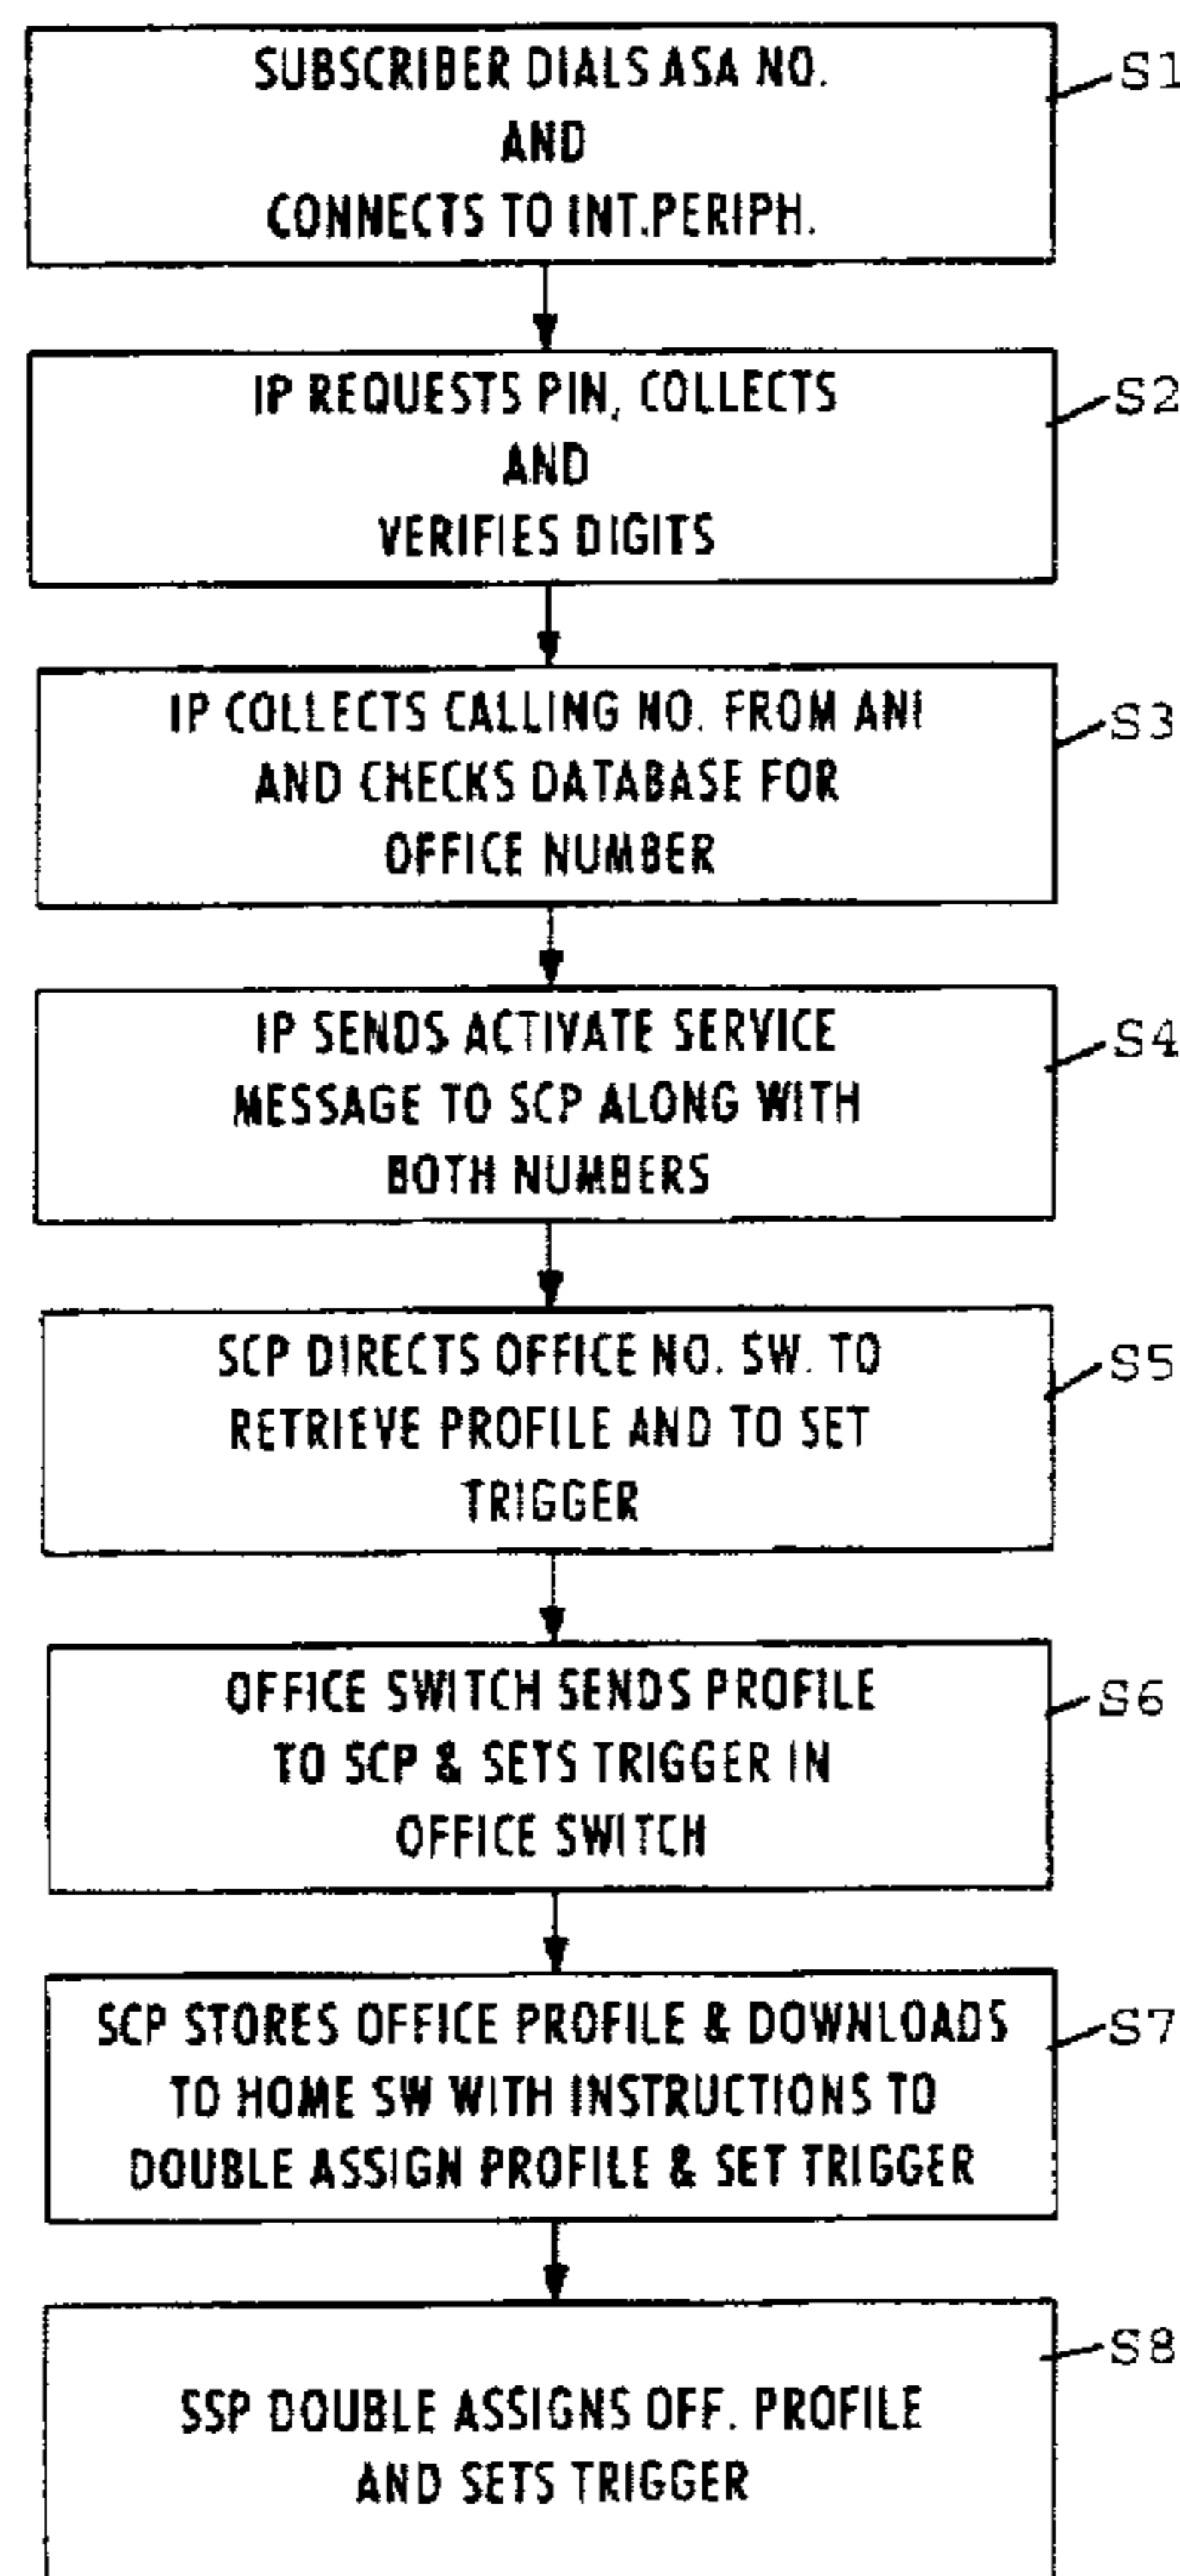 SUBSCRIBER DIALS ASA NO.
AND
CONNECTS TO INT.PERIPH.
S1
IP REQUESTS PIN, COLLECTS
AND
VERIFIES DIGITS
S2
IP COLLECTS CALLING NO. FROM ANI
AND CHECKS DATABASE FOR
OFFICE NUMBER
S3
IP SENDS ACTIVATE SERVICE
MESSAGE TO SCP ALONG WITH
BOTH NUMBERS
S4
SCP DIRECTS OFFICE NO. SW. TO
RETRIEVE PROFILE AND TO SET
TRIGGER
S5
OFFICE SWITCH SENDS PROFILE
TO SCP & SETS TRIGGER IN
OFFICE SWITCH
S6
SCP STORES OFFICE PROFILE & DOWNLOADS
TO HOME SW WITH INSTRUCTIONS TO
DOUBLE ASSIGN PROFILE & SET TRIGGER
S7
SSP DOUBLE ASSIGNS OFF. PROFILE
AND SETS TRIGGER
S8